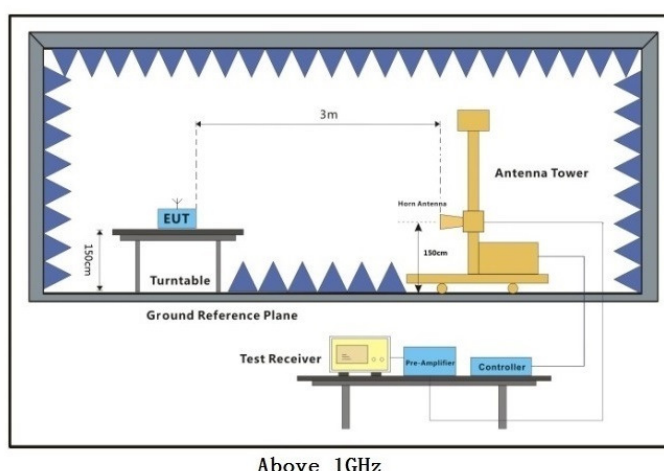 3m
Antenna Tower
Horn Antenna
EUT
150cm
150cm
Turntable
Ground Reference Plane
Test Receiver
Pre-Amplifier
Controller
Above 1GHz